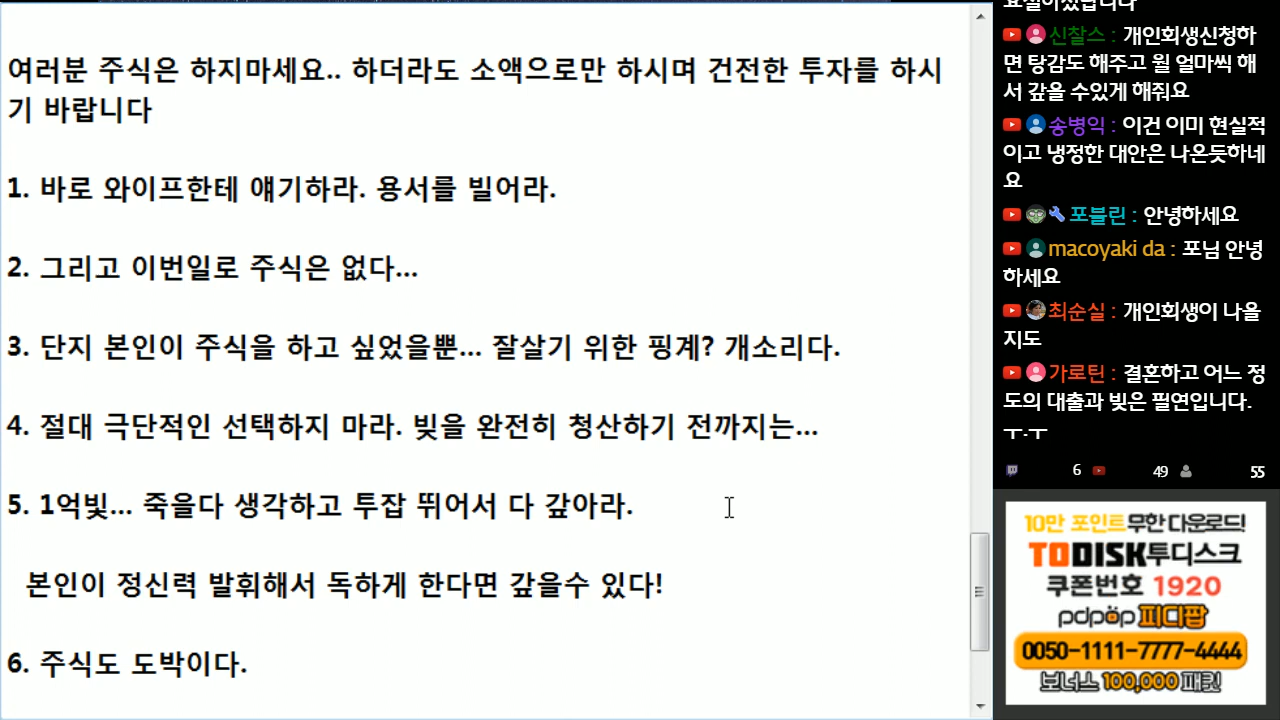 여러분 주식은 하지마세요.. 하더라도 소액으로만 하시며 건전한 투자를 하시
기 바랍니다
1. 바로 와이프한테 얘기하라. 용서를 빌어라.
2. 그리고 이번일로 주식은 없다...
3. 단지 본인이 주식을 하고 싶었을뿐... 잘살기 위한 핑계? 개소리다.
4. 절대 극단적인 선택하지 마라. 빚을 완전히 청산하기 전까지는...
5. 1억빛... 죽을다 생각하고 투잡 뛰어서 다 갚아라.
본인이 정신력 발휘해서 독하게 한다면 갚을수 있다!
6. 주식도 도박이다.
신찰스 : 개인회생신청하
면 탕감도 해주고 월 얼마씩 해
서 갚을 수있게 해줘요
송병익 : 이건 이미 현실적
이고 냉정한 대안은 나온듯하네
요
포블린 : 안녕하세요
macoyaki da : 포님 안녕
하세요
최순실 : 개인회생이 나을
지도
가로틴 : 결혼하고 어느 정
도의 대출과 빚은 필연입니다.
ㅜ.ㅜ
6 49 55
10만 포인트 무한 다운로드!
TODISK투디스크
쿠폰번호 1920
pdpop 피디팝
0050-1111-7777-4444
보너스 100,000 패킷